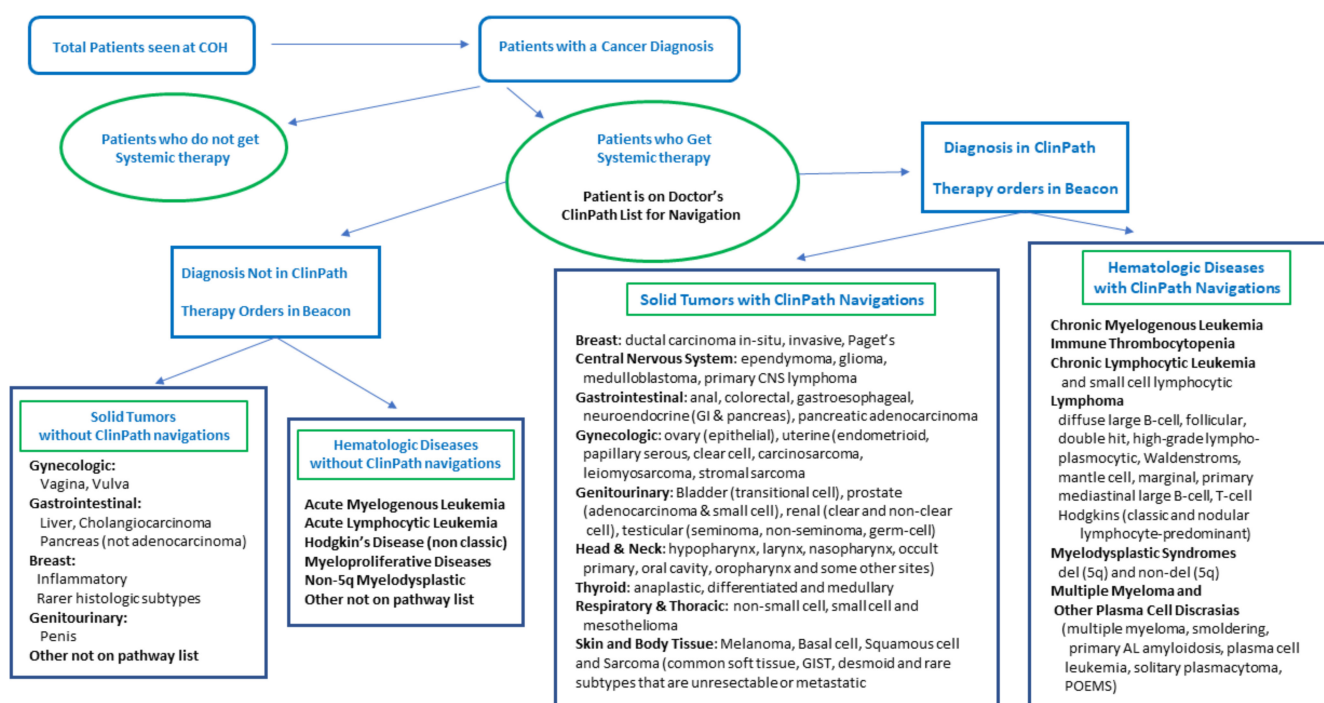 Total Patients seen at COH
Patients with a Cancer Diagnosis
Patients who do not get
Systemic therapy
Patients who Get
Systemic therapy
Patient is on Doctor's
ClinPath List for Navigation
Diagnosis in ClinPath
Therapy orders in Beacon
Diagnosis Not in ClinPath
Therapy Orders in Beacon
Solid Tumors
without ClinPath navigations
Gynecologic:
Vagina, Vulva
Gastrointestinal:
Liver, Cholangiocarcinoma
Pancreas (not adenocarcinoma)
Breast:
Inflammatory
Rarer histologic subtypes
Genitourinary:
Penis
Other not on pathway list
Hematologic Diseases
without ClinPath navigations
Acute Myelogenous Leukemia
Acute Lymphocytic Leukemia
Hodgkin's Disease (non classic)
Myeloproliferative Diseases
Non-5q Myelodysplastic
Other not on pathway list
Solid Tumors with ClinPath Navigations
Breast: ductal carcinoma in-situ, invasive, Paget's
Central Nervous System: ependymoma, glioma,
medulloblastoma, primary CNS lymphoma
Gastrointestinal: anal, colorectal, gastroesophageal,
neuroendocrine (GI & pancreas), pancreatic adenocarcinoma
Gynecologic: ovary (epithelial), uterine (endometrioid,
papillary serous, clear cell, carcinosarcoma,
leiomyosarcoma, stromal sarcoma
Genitourinary: Bladder (transitional cell), prostate
(adenocarcinoma & small cell), renal (clear and non-clear
cell), testicular (seminoma, non-seminoma, germ-cell)
Head & Neck: hypopharynx, larynx, nasopharynx, occult
primary, oral cavity, oropharynx and some other sites)
Thyroid: anaplastic, differentiated and medullary
Respiratory & Thoracic: non-small cell, small cell and
mesothelioma
Skin and Body Tissue: Melanoma, Basal cell, Squamous cell
and Sarcoma (common soft tissue, GIST, desmoid and rare
subtypes that are unresectable or metastatic
Hematologic Diseases
with ClinPath Navigations
Chronic Myelogenous Leukemia
Immune Thrombocytopenia
Chronic Lymphocytic Leukemia
and small cell lymphocytic
Lymphoma
diffuse large B-cell, follicular,
double hit, high-grade lympho-
plasmocytic, Waldenstroms,
mantle cell, marginal, primary
mediastinal large B-cell, T-cell
Hodgkins (classic and nodular
lymphocyte-predominant)
Myelodysplastic Syndromes
del (5q) and non-del (5q)
Multiple Myeloma and
Other Plasma Cell Discrasias
(multiple myeloma, smoldering,
primary AL amyloidosis, plasma cell
leukemia, solitary plasmacytoma,
POEMS)